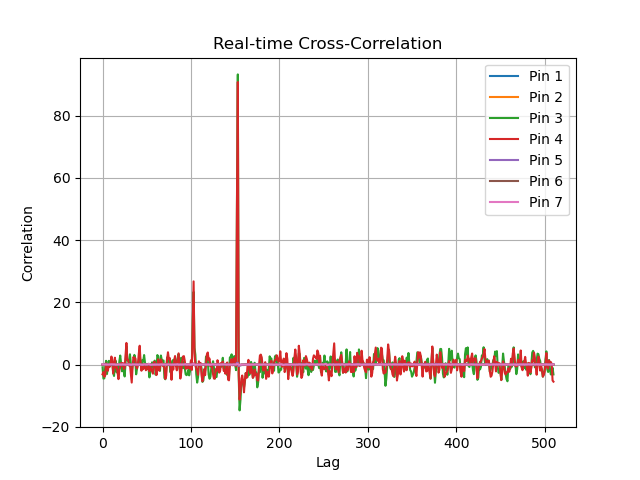 Real-time Cross-Correlation
Correlation
80
60
40
20
0
−20
0 100 200 300 400 500
Lag
Pin 1
Pin 2
Pin 3
Pin 4
Pin 5
Pin 6
Pin 7